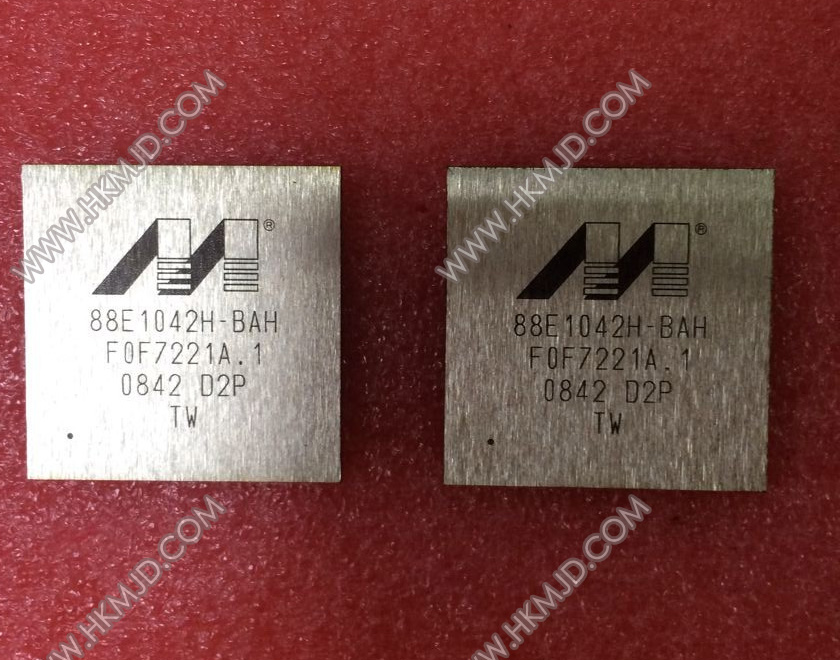 WWW.HKMJD.COM
WWW.HKMJD.COM
®
88E1042H-BAH
F0F7221A.1
0842 D2P
TW
®
88E1042H-BAH
F0F7221A.1
0842 D2P
TW
WWW.HKMJD.COM
WWW.HKMJD.COM